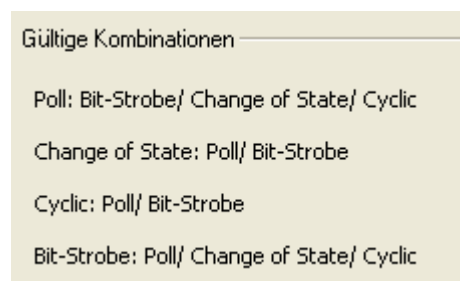 Gültige Kombinationen
Poll: Bit-Strobe/ Change of State/ Cyclic
Change of State: Poll/ Bit-Strobe
Cyclic: Poll/ Bit-Strobe
Bit-Strobe: Poll/ Change of State/ Cyclic